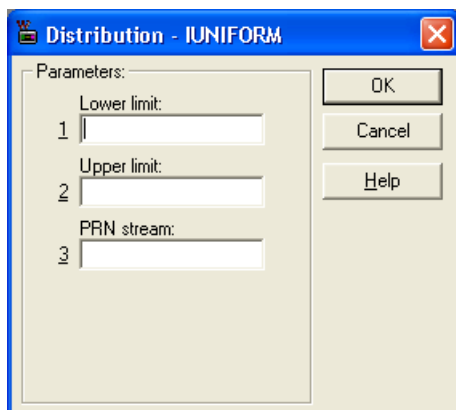 Distribution - IUNIFORM
Parameters:
Lower limit:
1
Upper limit:
2
PRN stream:
3
OK
Cancel
Help